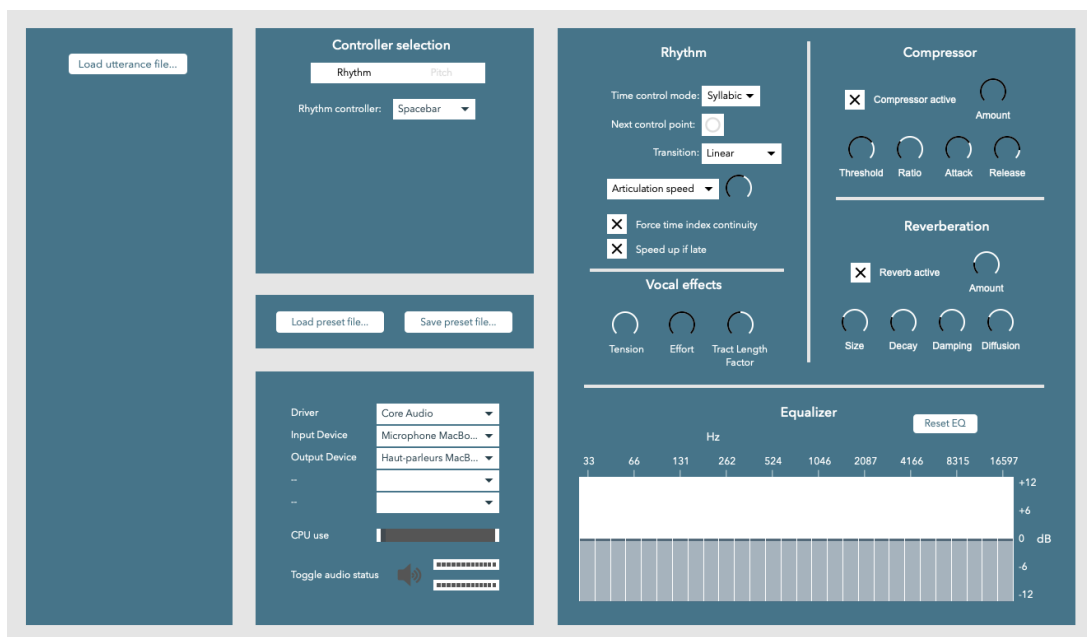 Load utterance file...
Controller selection
Rhythm Pitch
Rhythm controller: Spacebar
Load preset file... Save preset file...
Driver Core Audio
Input Device Microphone MacBo...
Output Device Haut-parleurs MacB...
--
--
CPU use
Toggle audio status
Rhythm
Time control mode: Syllabic
Next control point:
Transition: Linear
Articulation speed
Force time index continuity
Speed up if late
Vocal effects
Tension Effort Tract Length
Factor
Compressor
Compressor active
Amount
Threshold Ratio Attack Release
Reverberation
Reverb active
Amount
Size Decay Damping Diffusion
Equalizer
Reset EQ
Hz
33 66 131 262 524 1046 2087 4166 8315 16597
+12
+6
0 dB
-6
-12